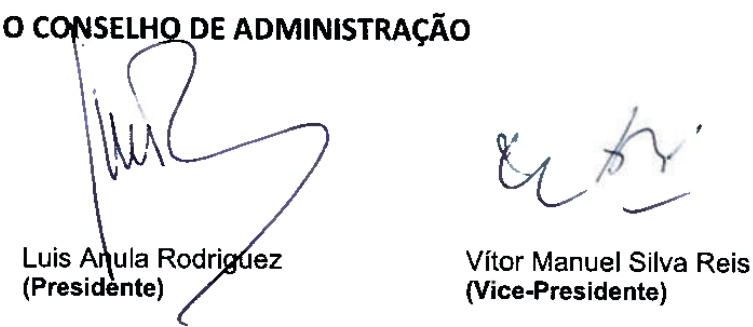 O CONSELHO DE ADMINISTRAÇÃO
Luis Anula Rodriguez
(Presidente)
Vítor Manuel Silva Reis
(Vice-Presidente)